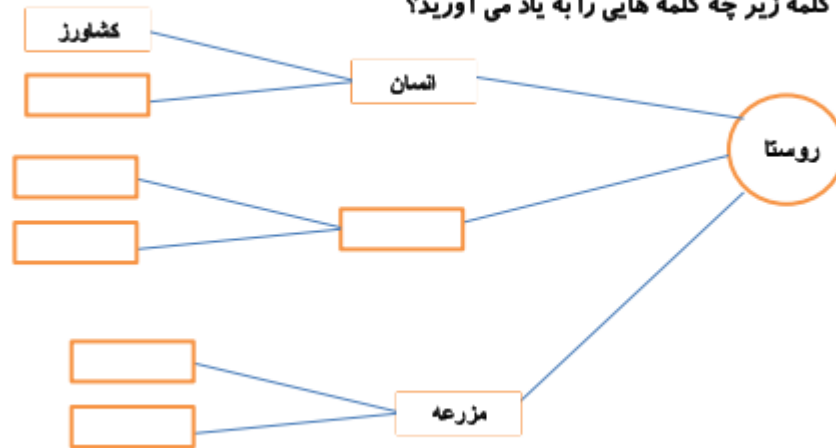 کلمه زیر چه کلمه هایی را به یاد می آورید؟
کشاورز
انسان
روستا
مزرعه